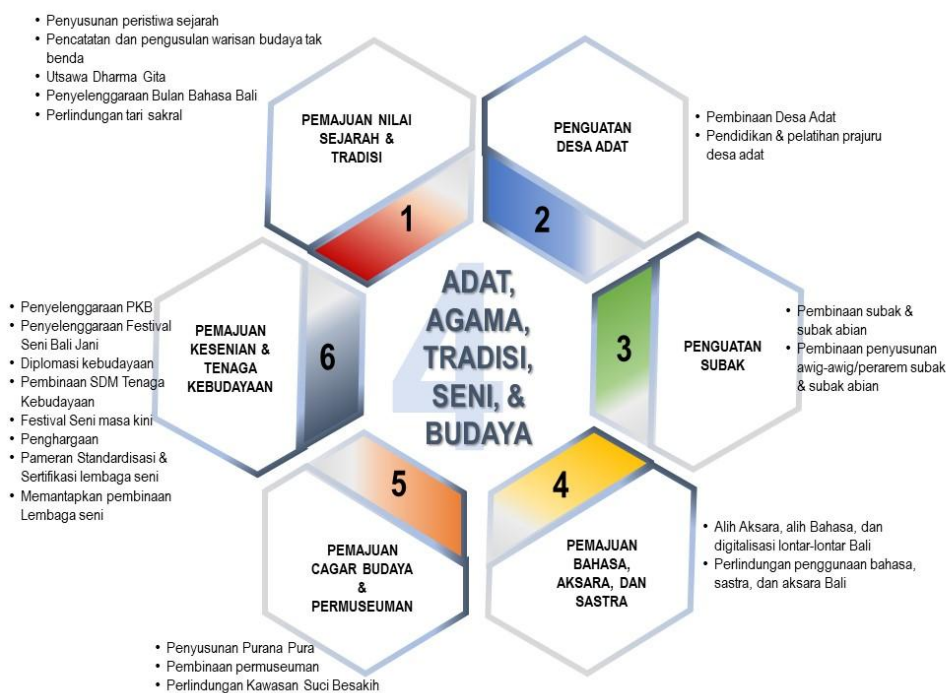 • Penyusunan peristiwa sejarah
• Pencatatan dan pengusulan warisan budaya tak
benda
• Utsawa Dharma Gita
• Penyelenggaraan Bulan Bahasa Bali
• Perlindungan tari sakral
PEMAJUAN NILAI
SEJARAH &
TRADISI
1
PENGUATAN
DESA ADAT
2
• Pembinaan Desa Adat
• Pendidikan & pelatihan prajuru
desa adat
4
ADAT,
AGAMA,
TRADISI,
SENI, &
BUDAYA
3
PENGUATAN
SUBAK
• Pembinaan subak &
subak abian
• Pembinaan penyusunan
awig-awig/perarem subak
& subak abian
4
PEMAJUAN
BAHASA,
AKSARA, DAN
SASTRA
• Alih Aksara, alih Bahasa, dan
digitalisasi lontar-lontar Bali
• Perlindungan penggunaan bahasa,
sastra, dan aksara Bali
5
PEMAJUAN
CAGAR BUDAYA
&
PERMUSEUMAN
• Penyusunan Purana Pura
• Pembinaan permuseuman
• Perlindungan Kawasan Suci Besakih
6
PEMAJUAN
KESENIAN &
TENAGA
KEBUDAYAAN
• Penyelenggaraan PKB
• Penyelenggaraan Festival
Seni Bali Jani
• Diplomasi kebudayaan
• Pembinaan SDM Tenaga
Kebudayaan
• Festival Seni masa kini
• Penghargaan
• Pameran Standardisasi &
Sertifikasi lembaga seni
• Memantapkan pembinaan
Lembaga seni